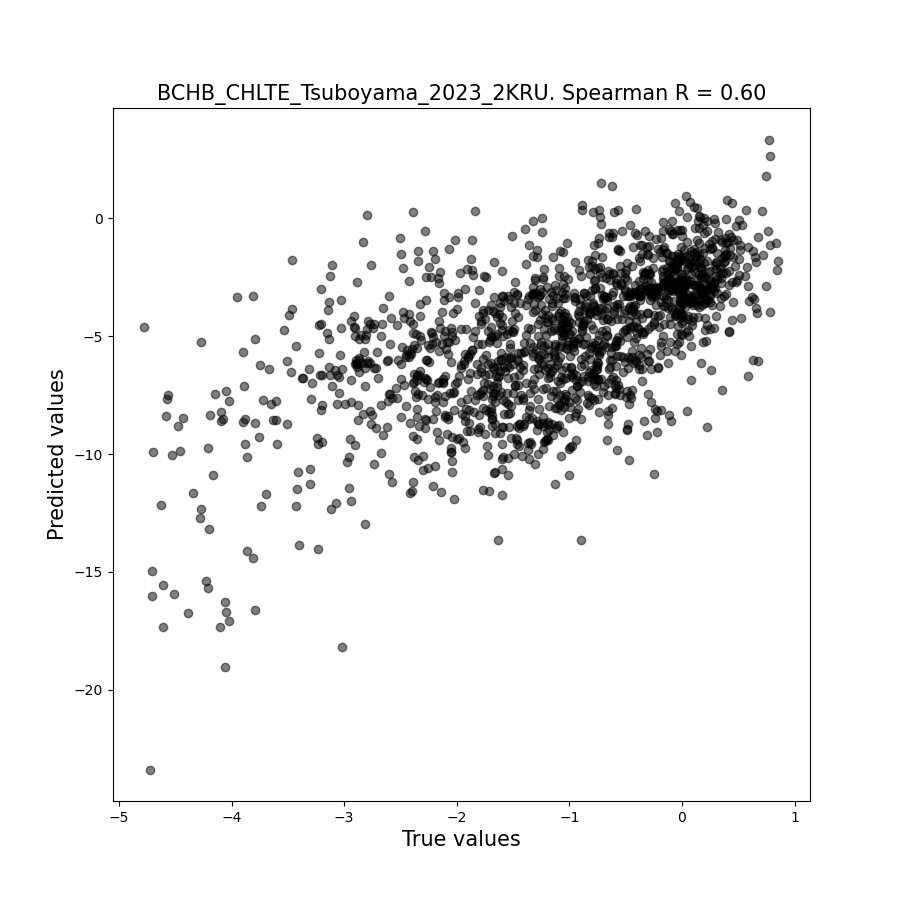 BCHB_CHLTE_Tsuboyama_2023_2KRU. Spearman R = 0.60
Predicted values
0
−5
−10
−15
−20
−5 −4 −3 −2 −1 0 1
True values